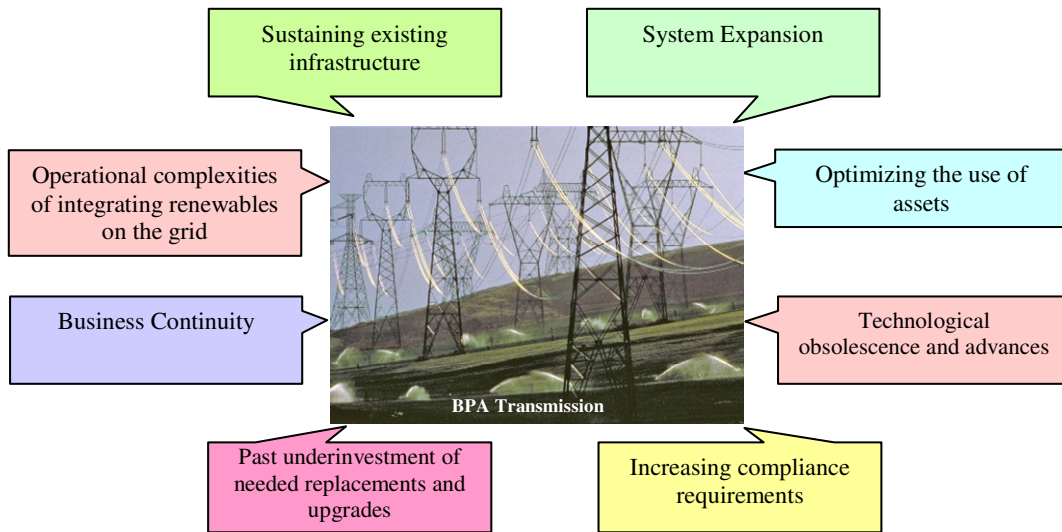 Sustaining existing
infrastructure
System Expansion
Operational complexities
of integrating renewables
on the grid
Optimizing the use of
assets
Business Continuity
Technological
obsolescence and advances
BPA Transmission
Past underinvestment of
needed replacements and
upgrades
Increasing compliance
requirements